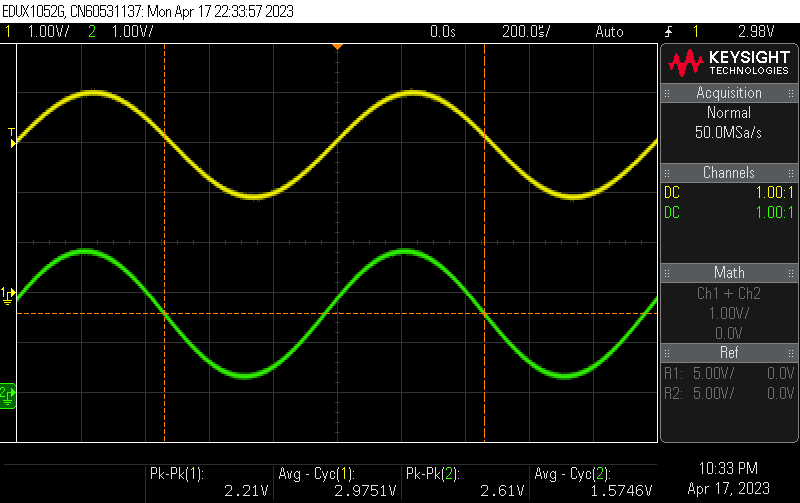 EDUX1052G, CN60531137: Mon Apr 17 22:33:57 2023
1 1.00V/ 2 1.00V/ 0.0s 200.0us/ Auto 1 2.98V
KEYSIGHT
TECHNOLOGIES
Acquisition
Normal
50.0MSa/s
T
Channels
DC 1.00:1
DC 1.00:1
1
Math
Ch1 + Ch2
1.00V/
0.0V
Ref
R1: 5.00V/ 0.0V
R2: 5.00V/ 0.0V
2
Pk-Pk(1): Avg - Cyc(1): Pk-Pk(2): Avg - Cyc(2):
2.21V 2.9751V 2.61V 1.5746V
10:33 PM
Apr 17, 2023